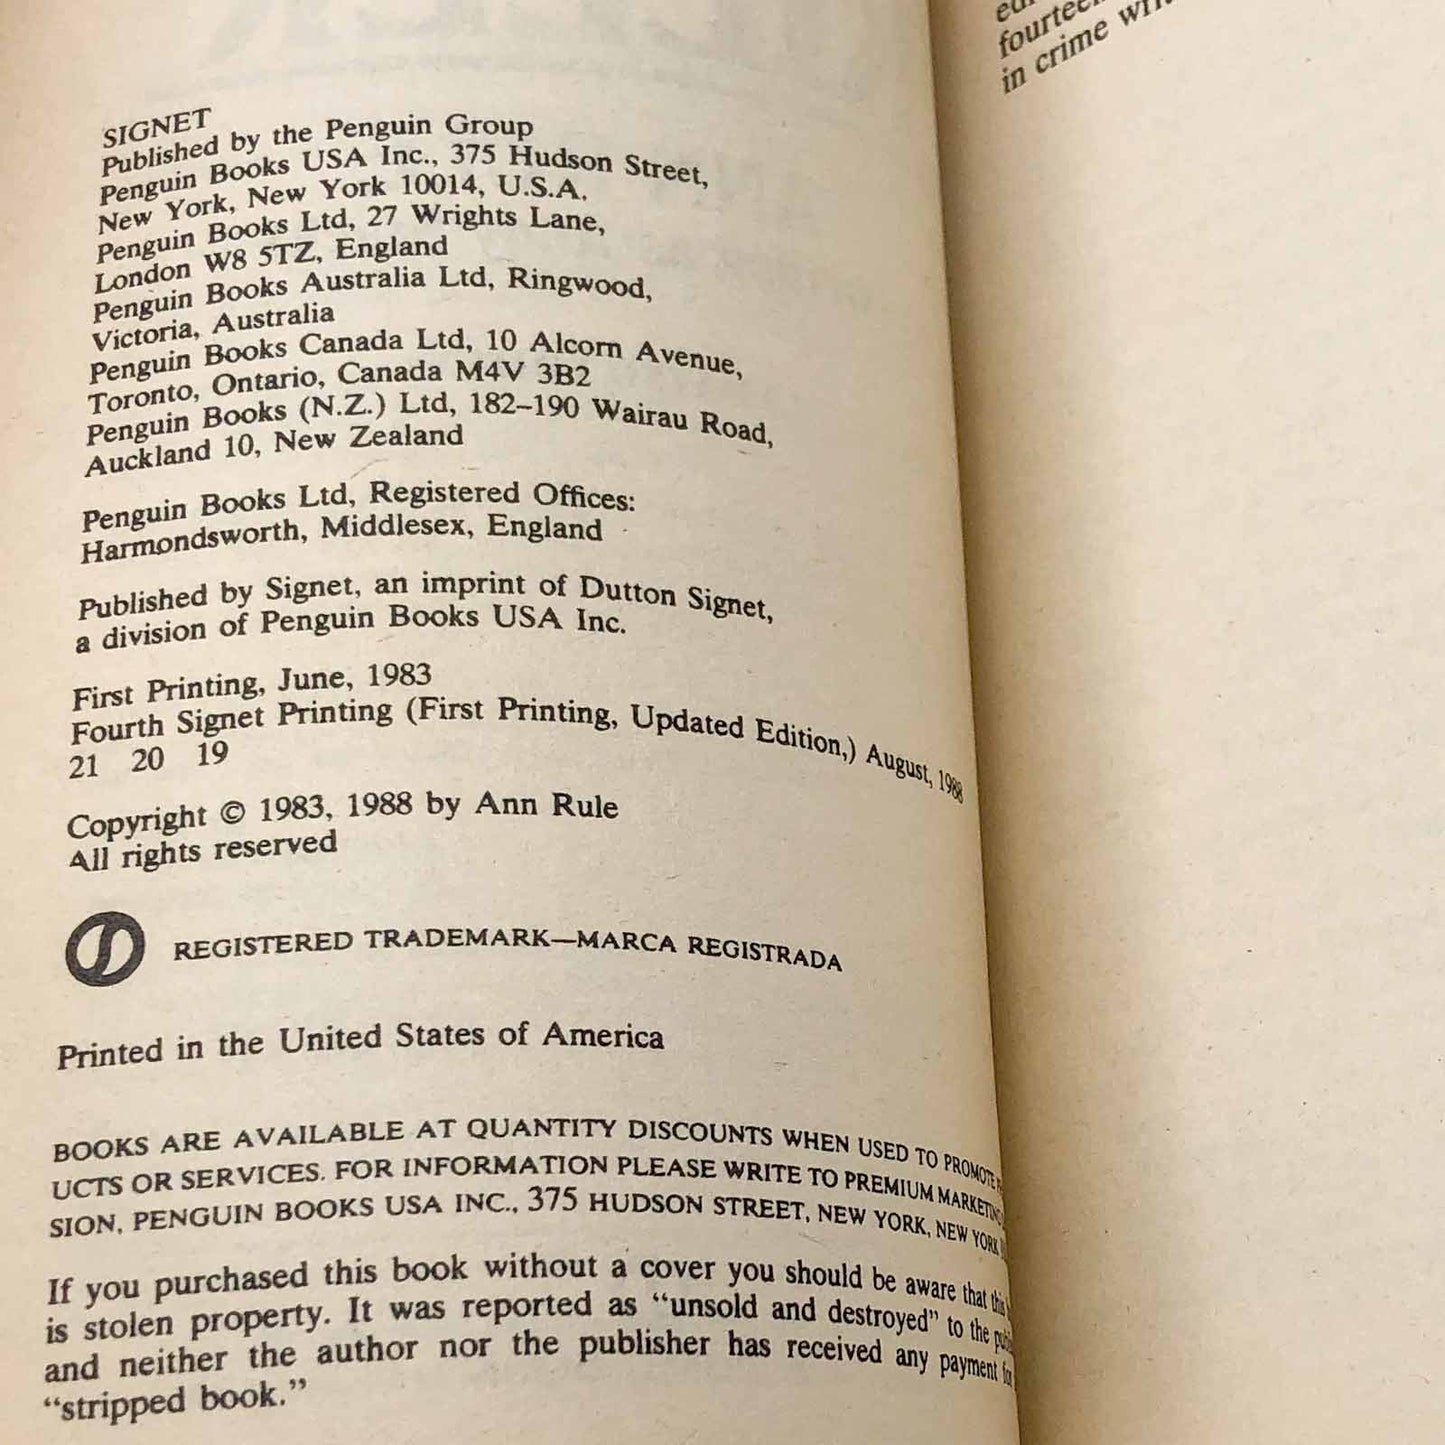 SIGNET
Published by the Penguin Group
Penguin Books USA Inc., 375 Hudson Street,
New York, New York 10014, U.S.A.
Penguin Books Ltd, 27 Wrights Lane,
London W8 5TZ, England
Penguin Books Australia Ltd, Ringwood,
Victoria, Australia
Penguin Books Canada Ltd, 10 Alcorn Avenue,
Toronto, Ontario, Canada M4V 3B2
Penguin Books (N.Z.) Ltd, 182–190 Wairau Road,
Auckland 10, New Zealand
Penguin Books Ltd, Registered Offices:
Harmondsworth, Middlesex, England
Published by Signet, an imprint of Dutton Signet,
a division of Penguin Books USA Inc.
First Printing, June, 1983
Fourth Signet Printing (First Printing, Updated Edition,) August, 1988
21 20 19
Copyright © 1983, 1988 by Ann Rule
All rights reserved
REGISTERED TRADEMARK—MARCA REGISTRADA
Printed in the United States of America
BOOKS ARE AVAILABLE AT QUANTITY DISCOUNTS WHEN USED TO PROMOTE
UCTS OR SERVICES. FOR INFORMATION PLEASE WRITE TO PREMIUM MARKETING
SION, PENGUIN BOOKS USA INC., 375 HUDSON STREET, NEW YORK, NEW YORK
If you purchased this book without a cover you should be aware that this
is stolen property. It was reported as “unsold and destroyed” to the
and neither the author nor the publisher has received any payment
“stripped book.”
fourteen
in crime